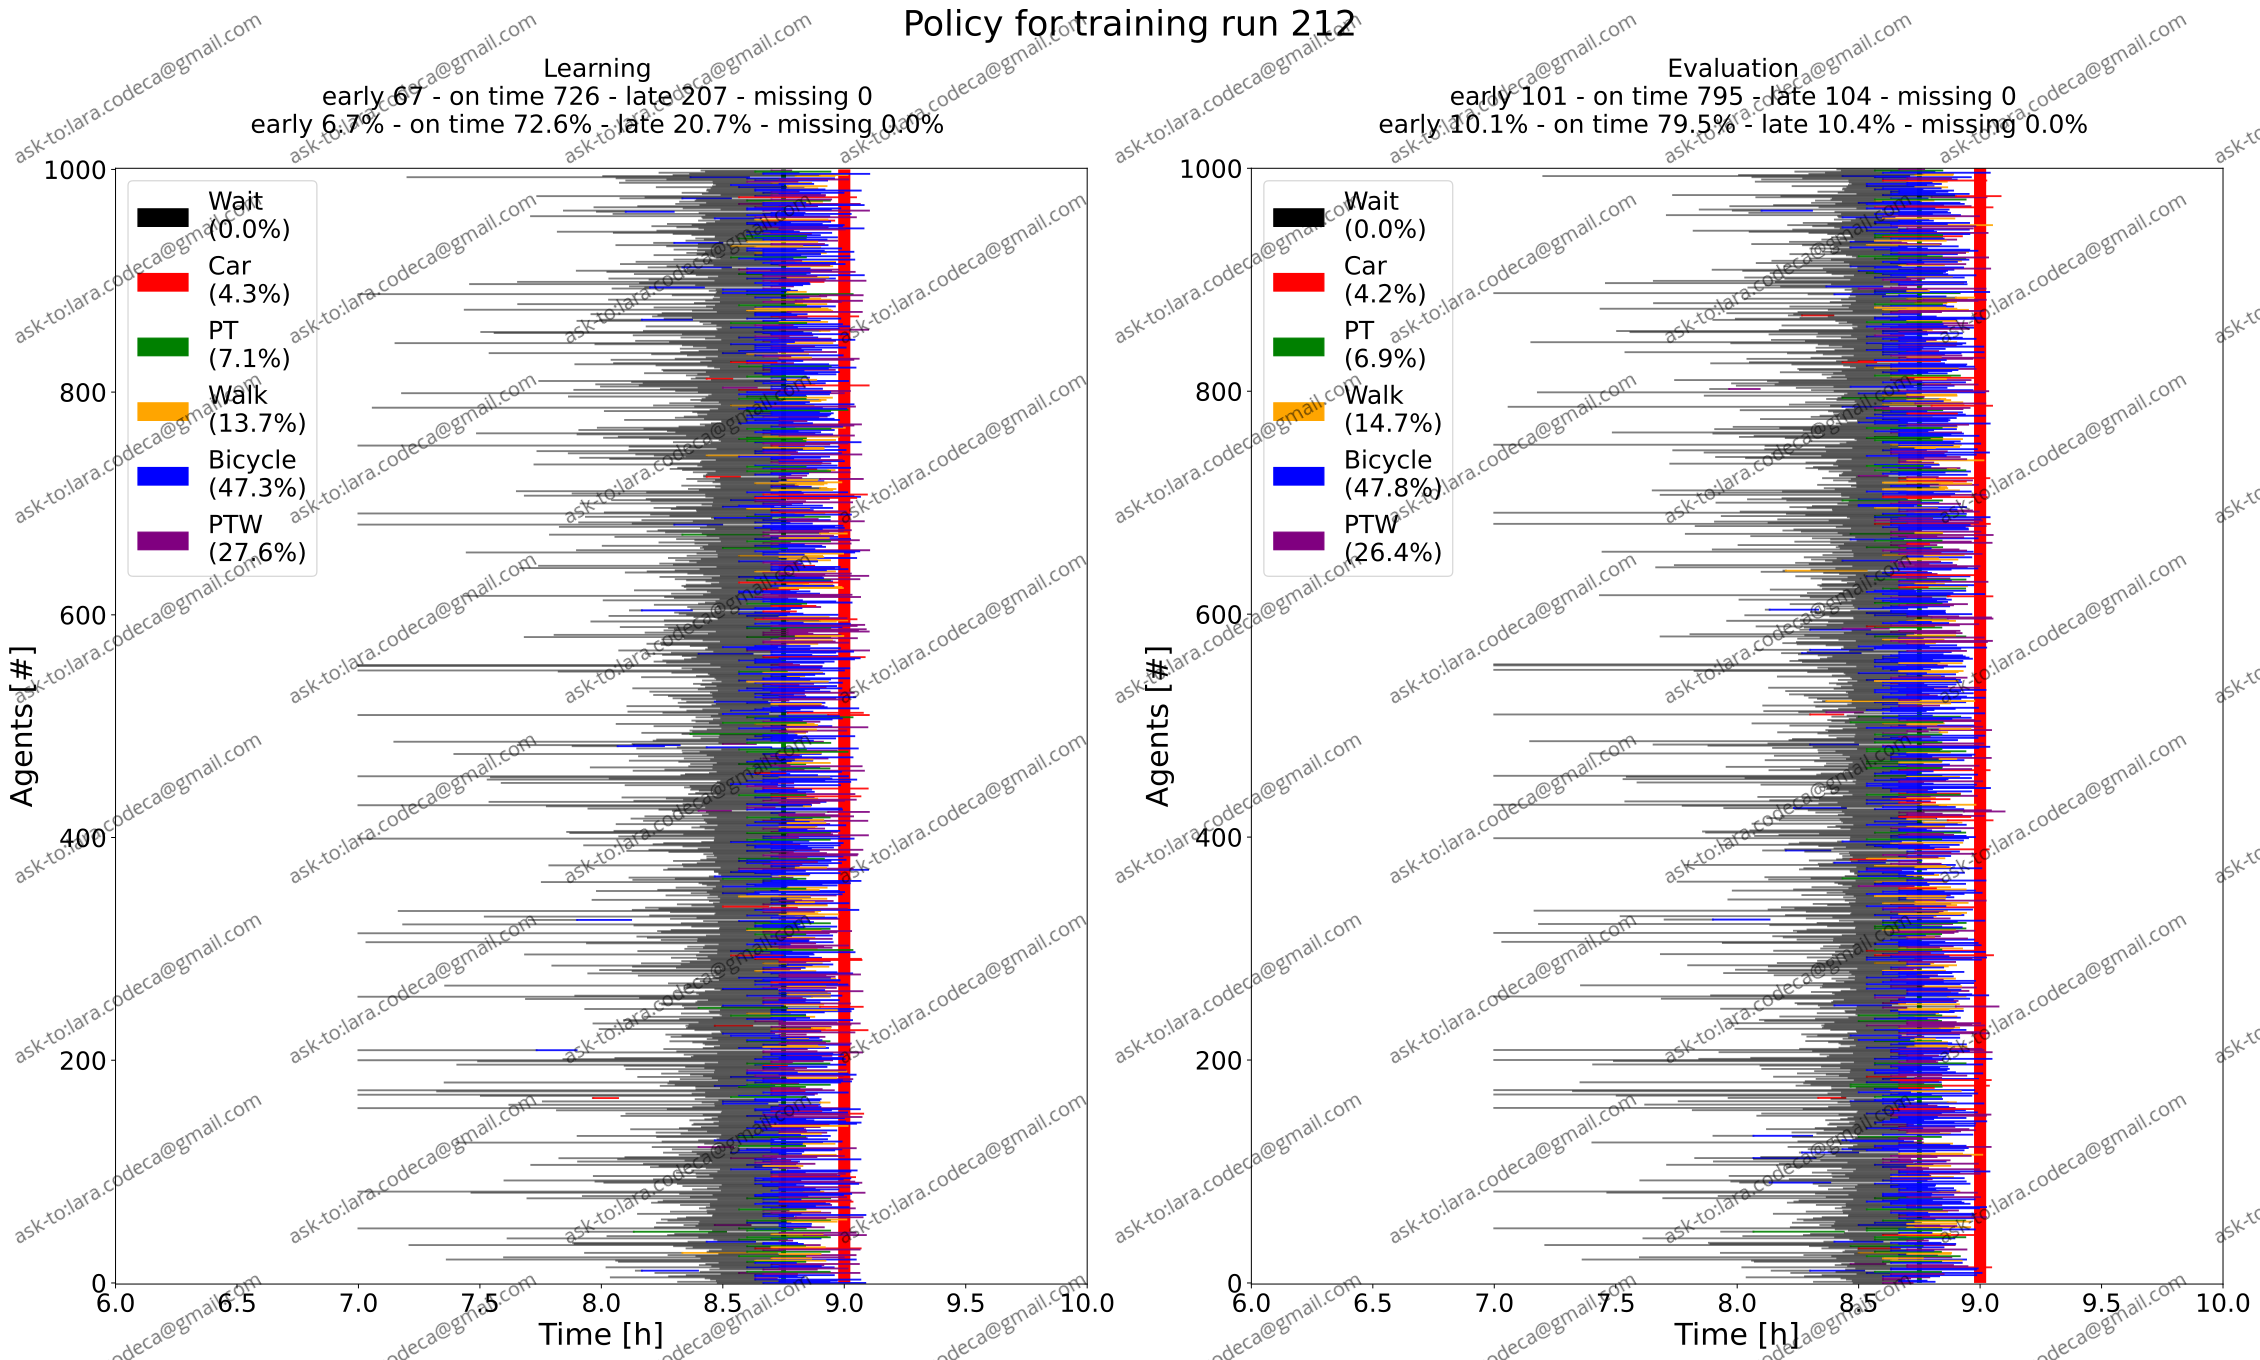 Policy for training run 212
Learning
early 67 - on time 726 - late 207 - missing 0
early 6.7% - on time 72.6% - late 20.7% - missing 0.0%
1000
800
600
400
200
0
Agents [#]
Wait
(0.0%)
Car
(4.3%)
PT
(7.1%)
Walk
(13.7%)
Bicycle
(47.3%)
PTW
(27.6%)
6.0 6.5 7.0 7.5 8.0 8.5 9.0 9.5 10.0
Time [h]
Evaluation
early 101 - on time 795 - late 104 - missing 0
early 10.1% - on time 79.5% - late 10.4% - missing 0.0%
1000
800
600
400
200
0
Agents [#]
Wait
(0.0%)
Car
(4.2%)
PT
(6.9%)
Walk
(14.7%)
Bicycle
(47.8%)
PTW
(26.4%)
6.0 6.5 7.0 7.5 8.0 8.5 9.0 9.5 10.0
Time [h]
ask-to:lara.codeca@gmail.com